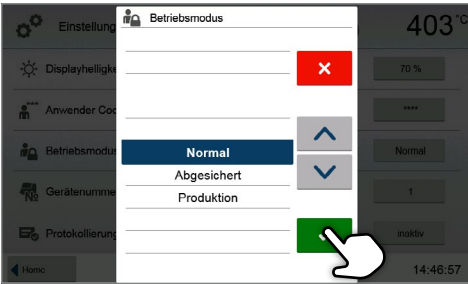 Einstellung
Betriebsmodus
403 °C
Displayhelligke
70 %
Anwender Cod
****
Betriebsmodus
Normal
Normal
Abgesichert
Produktion
Gerätenumme
1
Protokollierung
inaktiv
Home
14:46:57